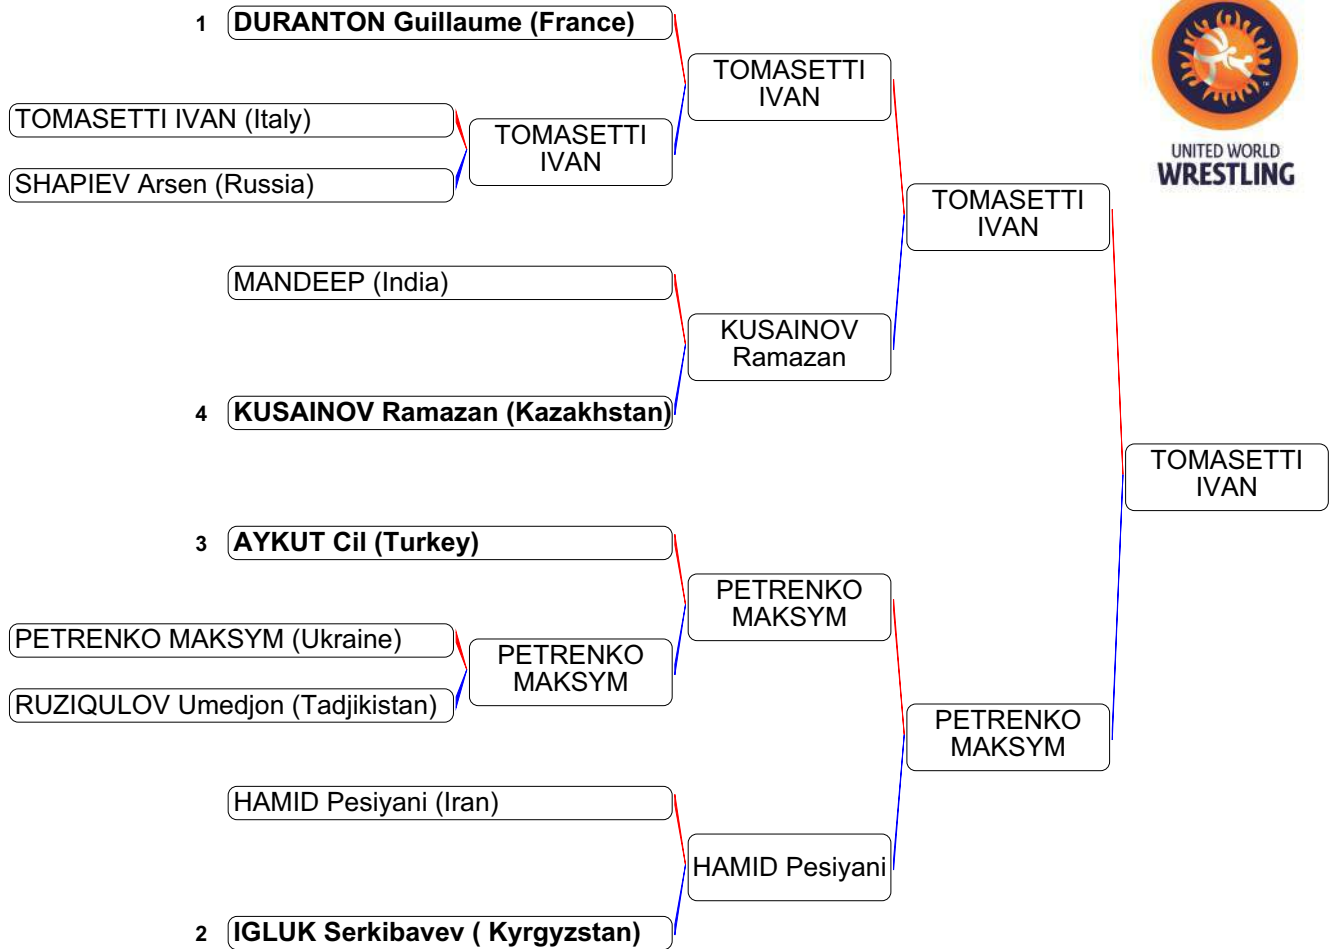 1 DURANTON Guillaume (France)
TOMASETTI
IVAN
TOMASETTI IVAN (Italy)
TOMASETTI
IVAN
SHAPIEV Arsen (Russia)
UNITED WORLD
WRESTLING
TOMASETTI
IVAN
MANDEEP (India)
KUSAINOV
Ramazan
4 KUSAINOV Ramazan (Kazakhstan)
TOMASETTI
IVAN
3 AYKUT Cil (Turkey)
PETRENKO
MAKSYM
PETRENKO MAKSYM (Ukraine)
PETRENKO
MAKSYM
RUZIQULOV Umedjon (Tadjikistan)
PETRENKO
MAKSYM
HAMID Pesiyani (Iran)
HAMID Pesiyani
2 IGLUK Serkibavev ( Kyrgyzstan)